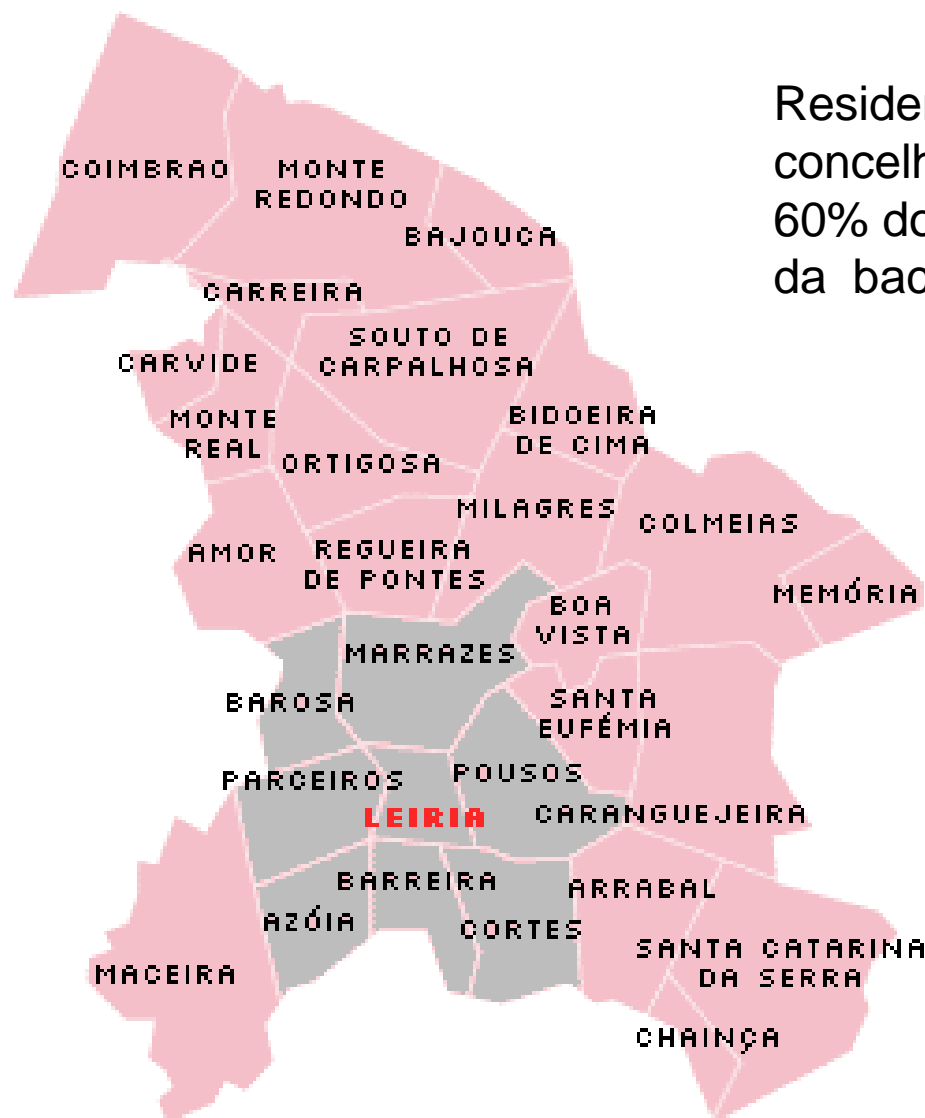 concelh
60% do
da bac
COIMBRAO
MONTE
REDONDO
BAJOUCA
CARREIRA
SOUTO DE
CARPALHOSA
CARVIDE
BIDOEIRA
DE CIMA
MONTE
REAL
ORTIGOSA
MILAGRES
COLMEIAS
AMOR
REGUEIRA
DE PONTES
MEMÓRIA
BOA
VISTA
MARRAZES
BAROSA
SANTA
EUFÉMIA
PARCEIROS
POUSOS
LEIRIA
CARANGUEJEIRA
BARREIRA
ARRABAL
AZÓIA
CORTES
SANTA CATARINA
DA SERRA
MACEIRA
CHAINÇA